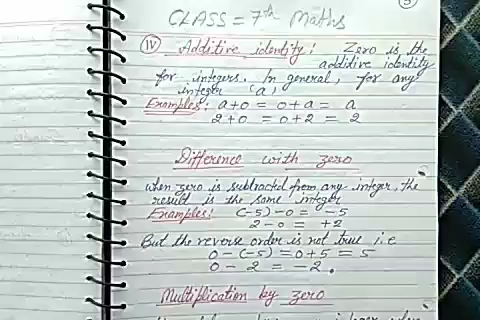 5
CLASS = 7th Maths
(iv) Additive identity: Zero is the
additive identity
for integers. In general, for any
integer 'a'
Examples: a+0 = 0+a = a
2+0 = 0+2 = 2
Difference with zero
when zero is subtracted from any integer, the
result is the same integer
Examples: (-5)-0 = -5
2-0 = +2
But the reverse order is not true i.e
0-(-5) = 0+5 = 5
0 - 2 = -2.
Multiplication by zero
integer when